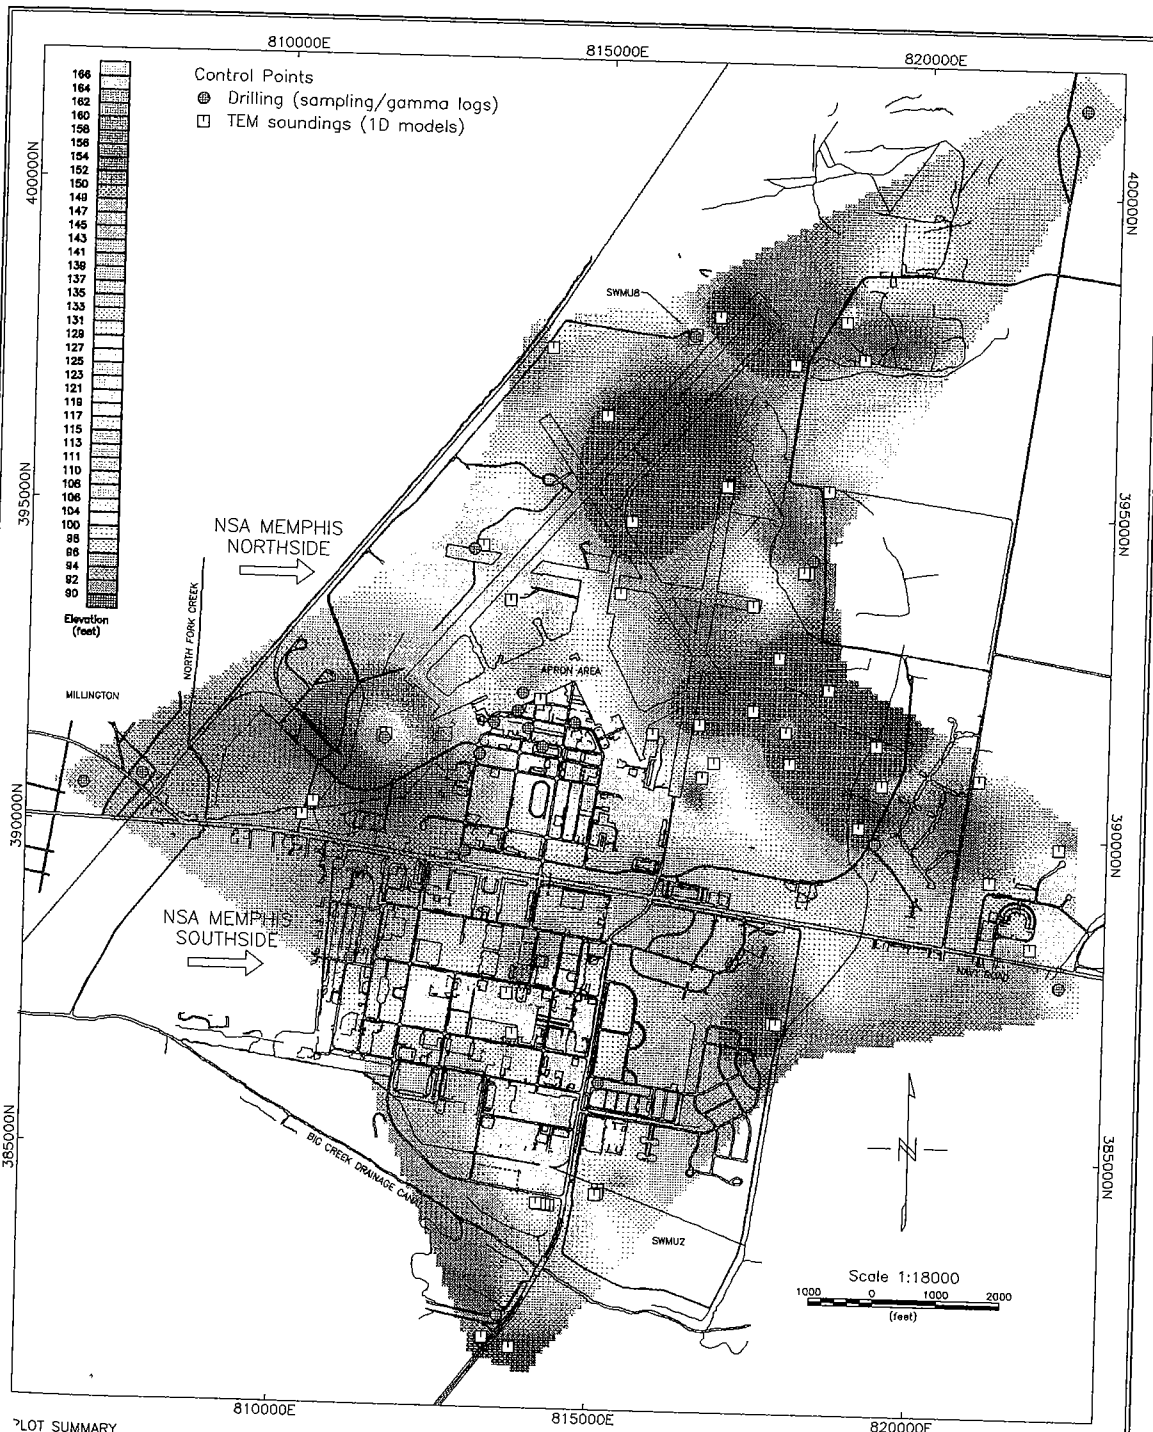 810000E
815000E
820000E
Control Points
Drilling (sampling/gamma logs)
TEM soundings (1D models)
166
164
162
160
158
156
154
152
150
149
147
145
143
141
139
137
135
133
131
129
127
125
123
121
119
117
115
113
111
110
108
106
104
100
98
96
94
92
90
Elevation
(feet)
400000N
400000N
SWMU8
395000N
395000N
NSA MEMPHIS
NORTHSIDE
NORTH FORK CREEK
APRON AREA
MILLINGTON
390000N
390000N
NSA MEMPHIS
SOUTHSIDE
NAVY ROAD
385000N
385000N
BIG CREEK DRAINAGE CANAL
N
SWMU2
Scale 1:18000
1000 0 1000 2000
(feet)
810000E
815000E
820000E
PLOT SUMMARY